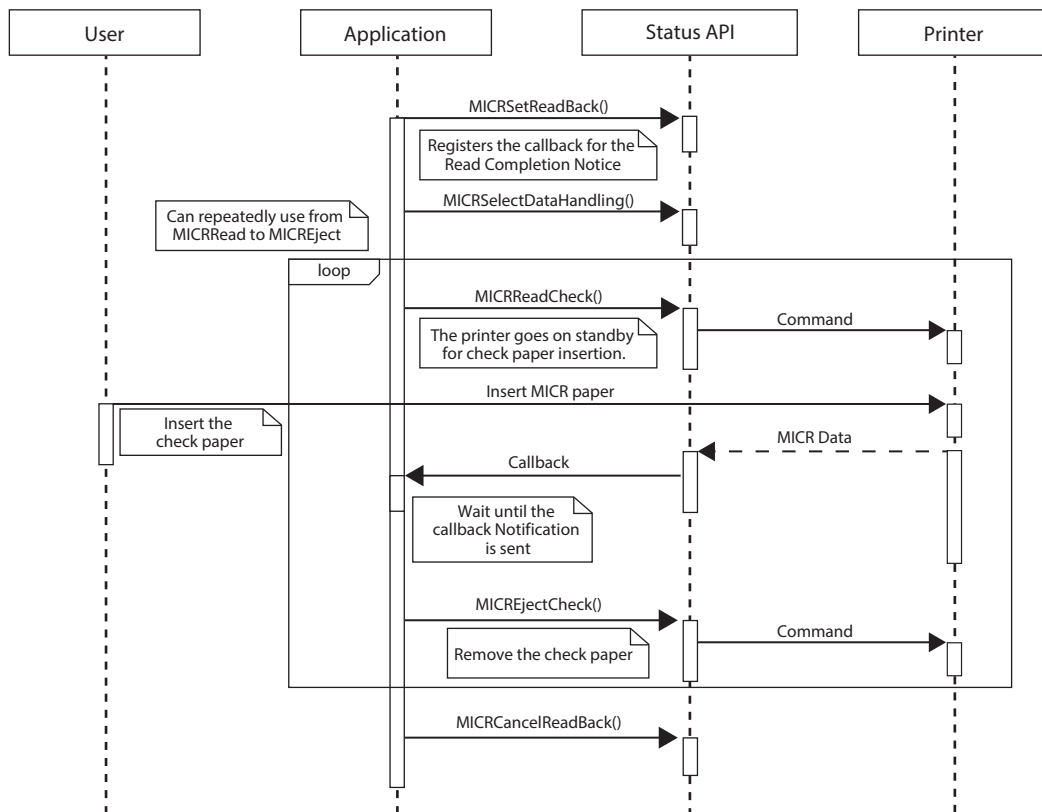 User
Application
Status API
Printer
MICRSetReadBack()
Registers the callback for the
Read Completion Notice
MICRSelectDataHandling()
Can repeatedly use from
MICRRead to MICREject
loop
MICRReadCheck()
Command
The printer goes on standby
for check paper insertion.
Insert MICR paper
Insert the
check paper
MICR Data
Callback
Wait until the
callback Notification
is sent
MICREjectCheck()
Command
Remove the check paper
MICRCancelReadBack()